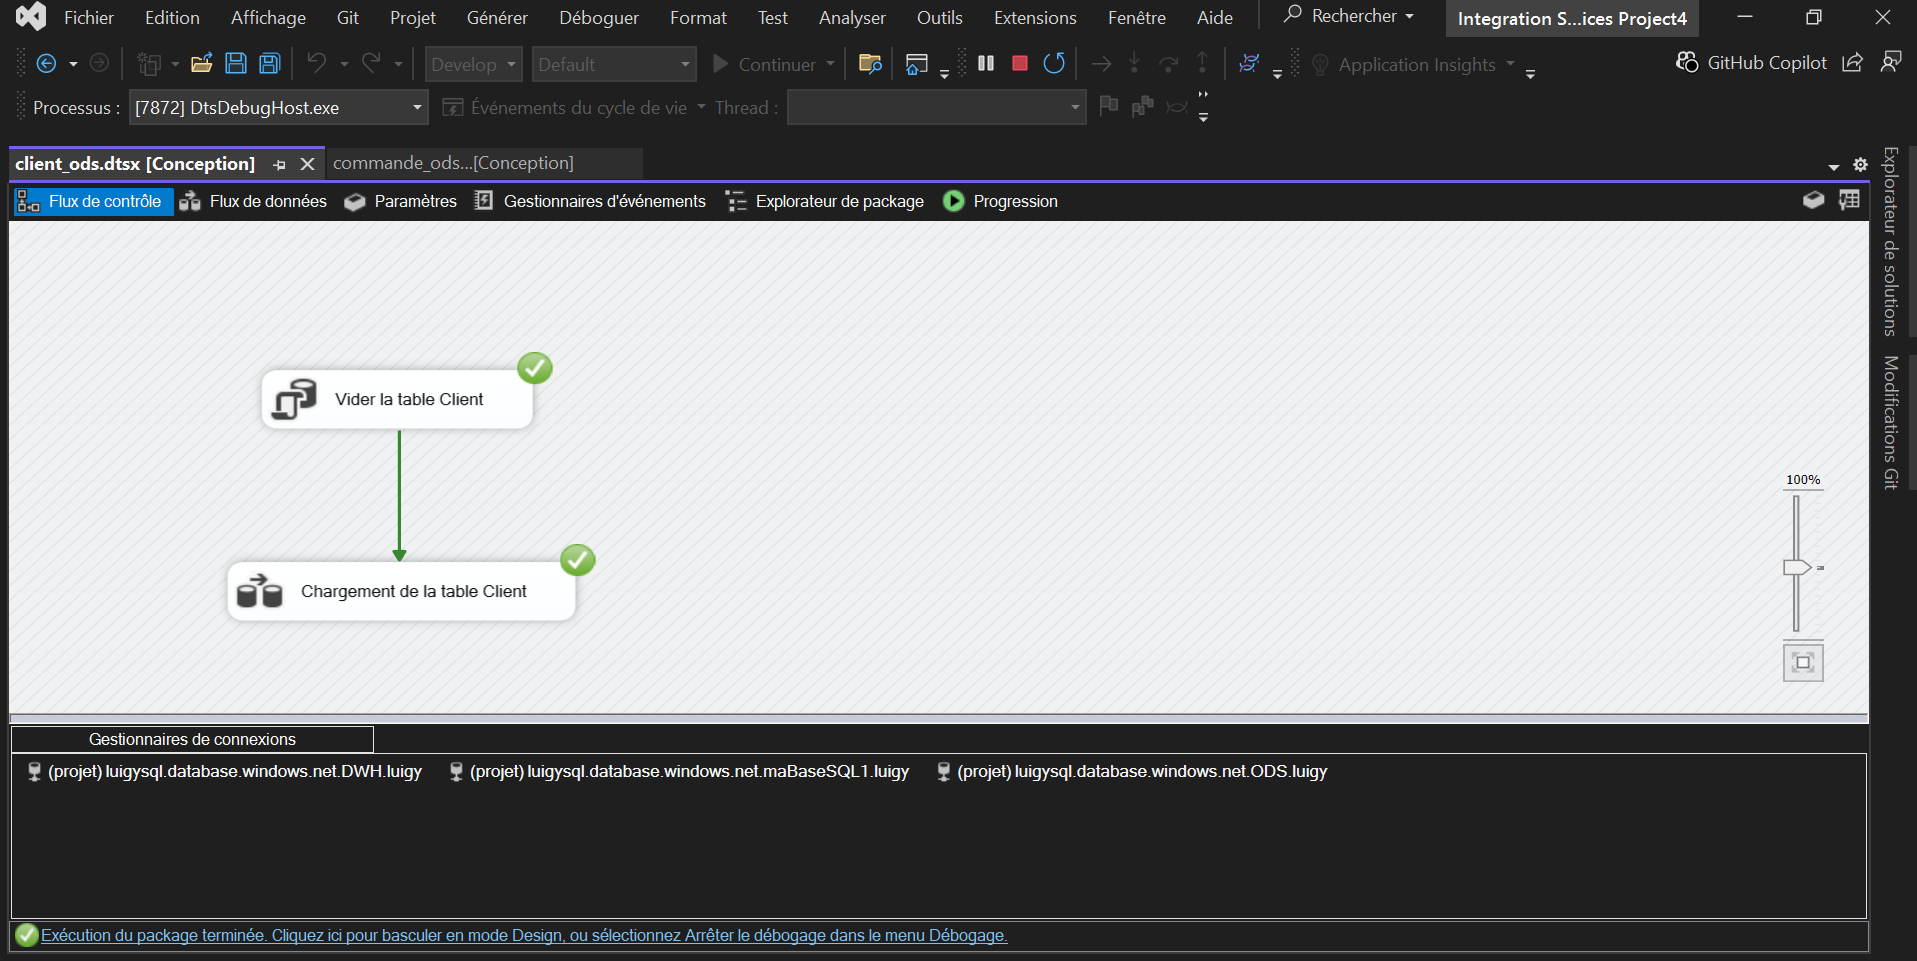 Fichier Edition Affichage Git Projet Générer Déboguer Format Test Analyser Outils Extensions Fenêtre Aide Rechercher Integration S...ices Project4
Develop Default Continuer Application Insights GitHub Copilot
Processus : [7872] DtsDebugHost.exe Événements du cycle de vie Thread :
client_ods.dtsx [Conception] commande_ods...[Conception]
Flux de contrôle Flux de données Paramètres Gestionnaires d'événements Explorateur de package Progression
Explorateur de solutions
Modifications Git
Vider la table Client
100%
Chargement de la table Client
Gestionnaires de connexions
(projet) luigysql.database.windows.net.DWH.luigy (projet) luigysql.database.windows.net.maBaseSQL1.luigy (projet) luigysql.database.windows.net.ODS.luigy
Exécution du package terminée. Cliquez ici pour basculer en mode Design, ou sélectionnez Arrêter le débogage dans le menu Débogage.